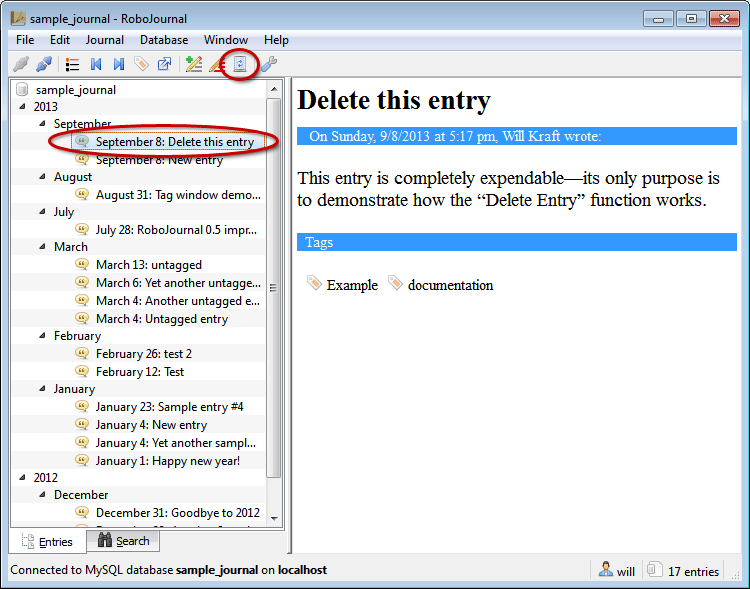 sample_journal - RoboJournal
File Edit Journal Database Window Help
sample_journal
2013
September
September 8: Delete this entry
September 8: New entry
August
August 31: Tag window demo...
July
July 28: RoboJournal 0.5 impr...
March
March 13: untagged
March 6: Yet another untagge...
March 4: Another untagged e...
March 4: Untagged entry
February
February 26: test 2
February 12: Test
January
January 23: Sample entry #4
January 4: New entry
January 4: Yet another sampl...
January 1: Happy new year!
2012
December
December 31: Goodbye to 2012
Entries Search
Delete this entry
On Sunday, 9/8/2013 at 5:17 pm, Will Kraft wrote:
This entry is completely expendable—its only purpose is
to demonstrate how the “Delete Entry” function works.
Tags
Example documentation
Connected to MySQL database sample_journal on localhost
will 17 entries